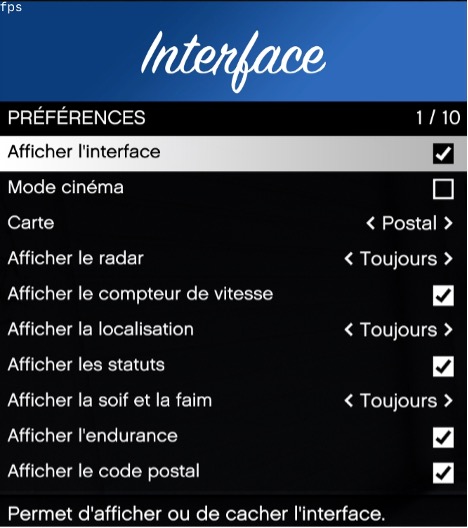 fps
Interface
PRÉFÉRENCES 1 / 10
Afficher l'interface
Mode cinéma
Carte < Postal >
Afficher le radar < Toujours >
Afficher le compteur de vitesse
Afficher la localisation < Toujours >
Afficher les statuts
Afficher la soif et la faim < Toujours >
Afficher l'endurance
Afficher le code postal
Permet d'afficher ou de cacher l'interface.